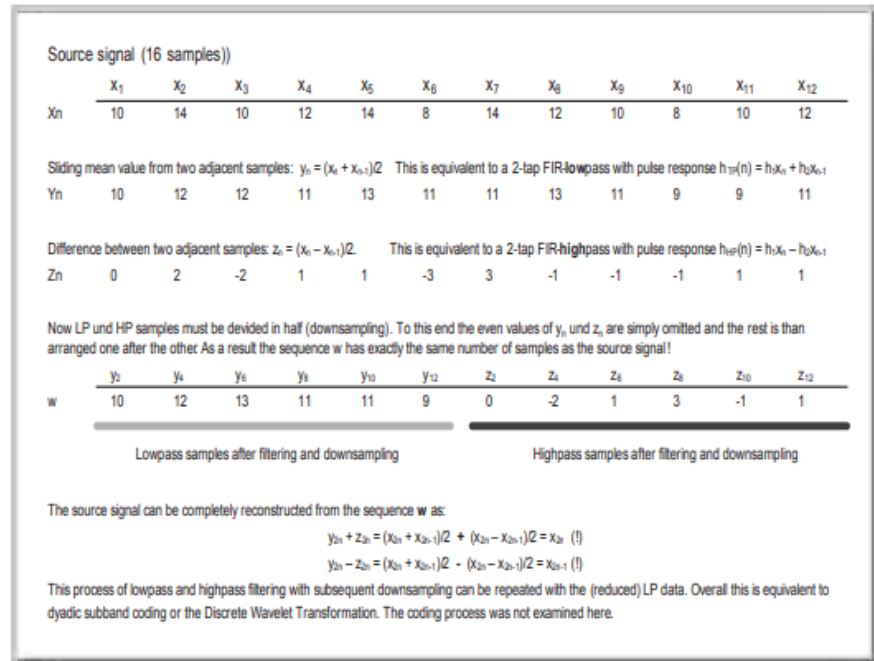 Source signal (16 samples))
x₁ x₂ x₃ x₄ x₅ x₆ x₇ x₈ x₉ x₁₀ x₁₁ x₁₂
Xn 10 14 10 12 14 8 14 12 10 8 10 12
Sliding mean value from two adjacent samples: yₙ = (xₙ + xₙ₋₁)/2 This is equivalent to a 2-tap FIR-lowpass with pulse response h_TP(n) = h₁xₙ + h₂xₙ₋₁
Yn 10 12 12 11 13 11 11 13 11 9 9 11
Difference between two adjacent samples: zₙ = (xₙ – xₙ₋₁)/2. This is equivalent to a 2-tap FIR-highpass with pulse response h_HP(n) = h₁xₙ – h₂xₙ₋₁
Zn 0 2 -2 1 1 -3 3 -1 -1 -1 1 1
Now LP und HP samples must be devided in half (downsampling). To this end the even values of yₙ und zₙ are simply omitted and the rest is than
arranged one after the other. As a result the sequence w has exactly the same number of samples as the source signal!
y₂ y₄ y₆ y₈ y₁₀ y₁₂ z₂ z₄ z₆ z₈ z₁₀ z₁₂
w 10 12 13 11 11 9 0 -2 1 3 -1 1
Lowpass samples after filtering and downsampling Highpass samples after filtering and downsampling
The source signal can be completely reconstructed from the sequence w as:
y₂ₙ + z₂ₙ = (x₂ₙ + x₂ₙ₋₁)/2 + (x₂ₙ – x₂ₙ₋₁)/2 = x₂ₙ (!)
y₂ₙ – z₂ₙ = (x₂ₙ + x₂ₙ₋₁)/2 - (x₂ₙ – x₂ₙ₋₁)/2 = x₂ₙ₋₁ (!)
This process of lowpass and highpass filtering with subsequent downsampling can be repeated with the (reduced) LP data. Overall this is equivalent to
dyadic subband coding or the Discrete Wavelet Transformation. The coding process was not examined here.